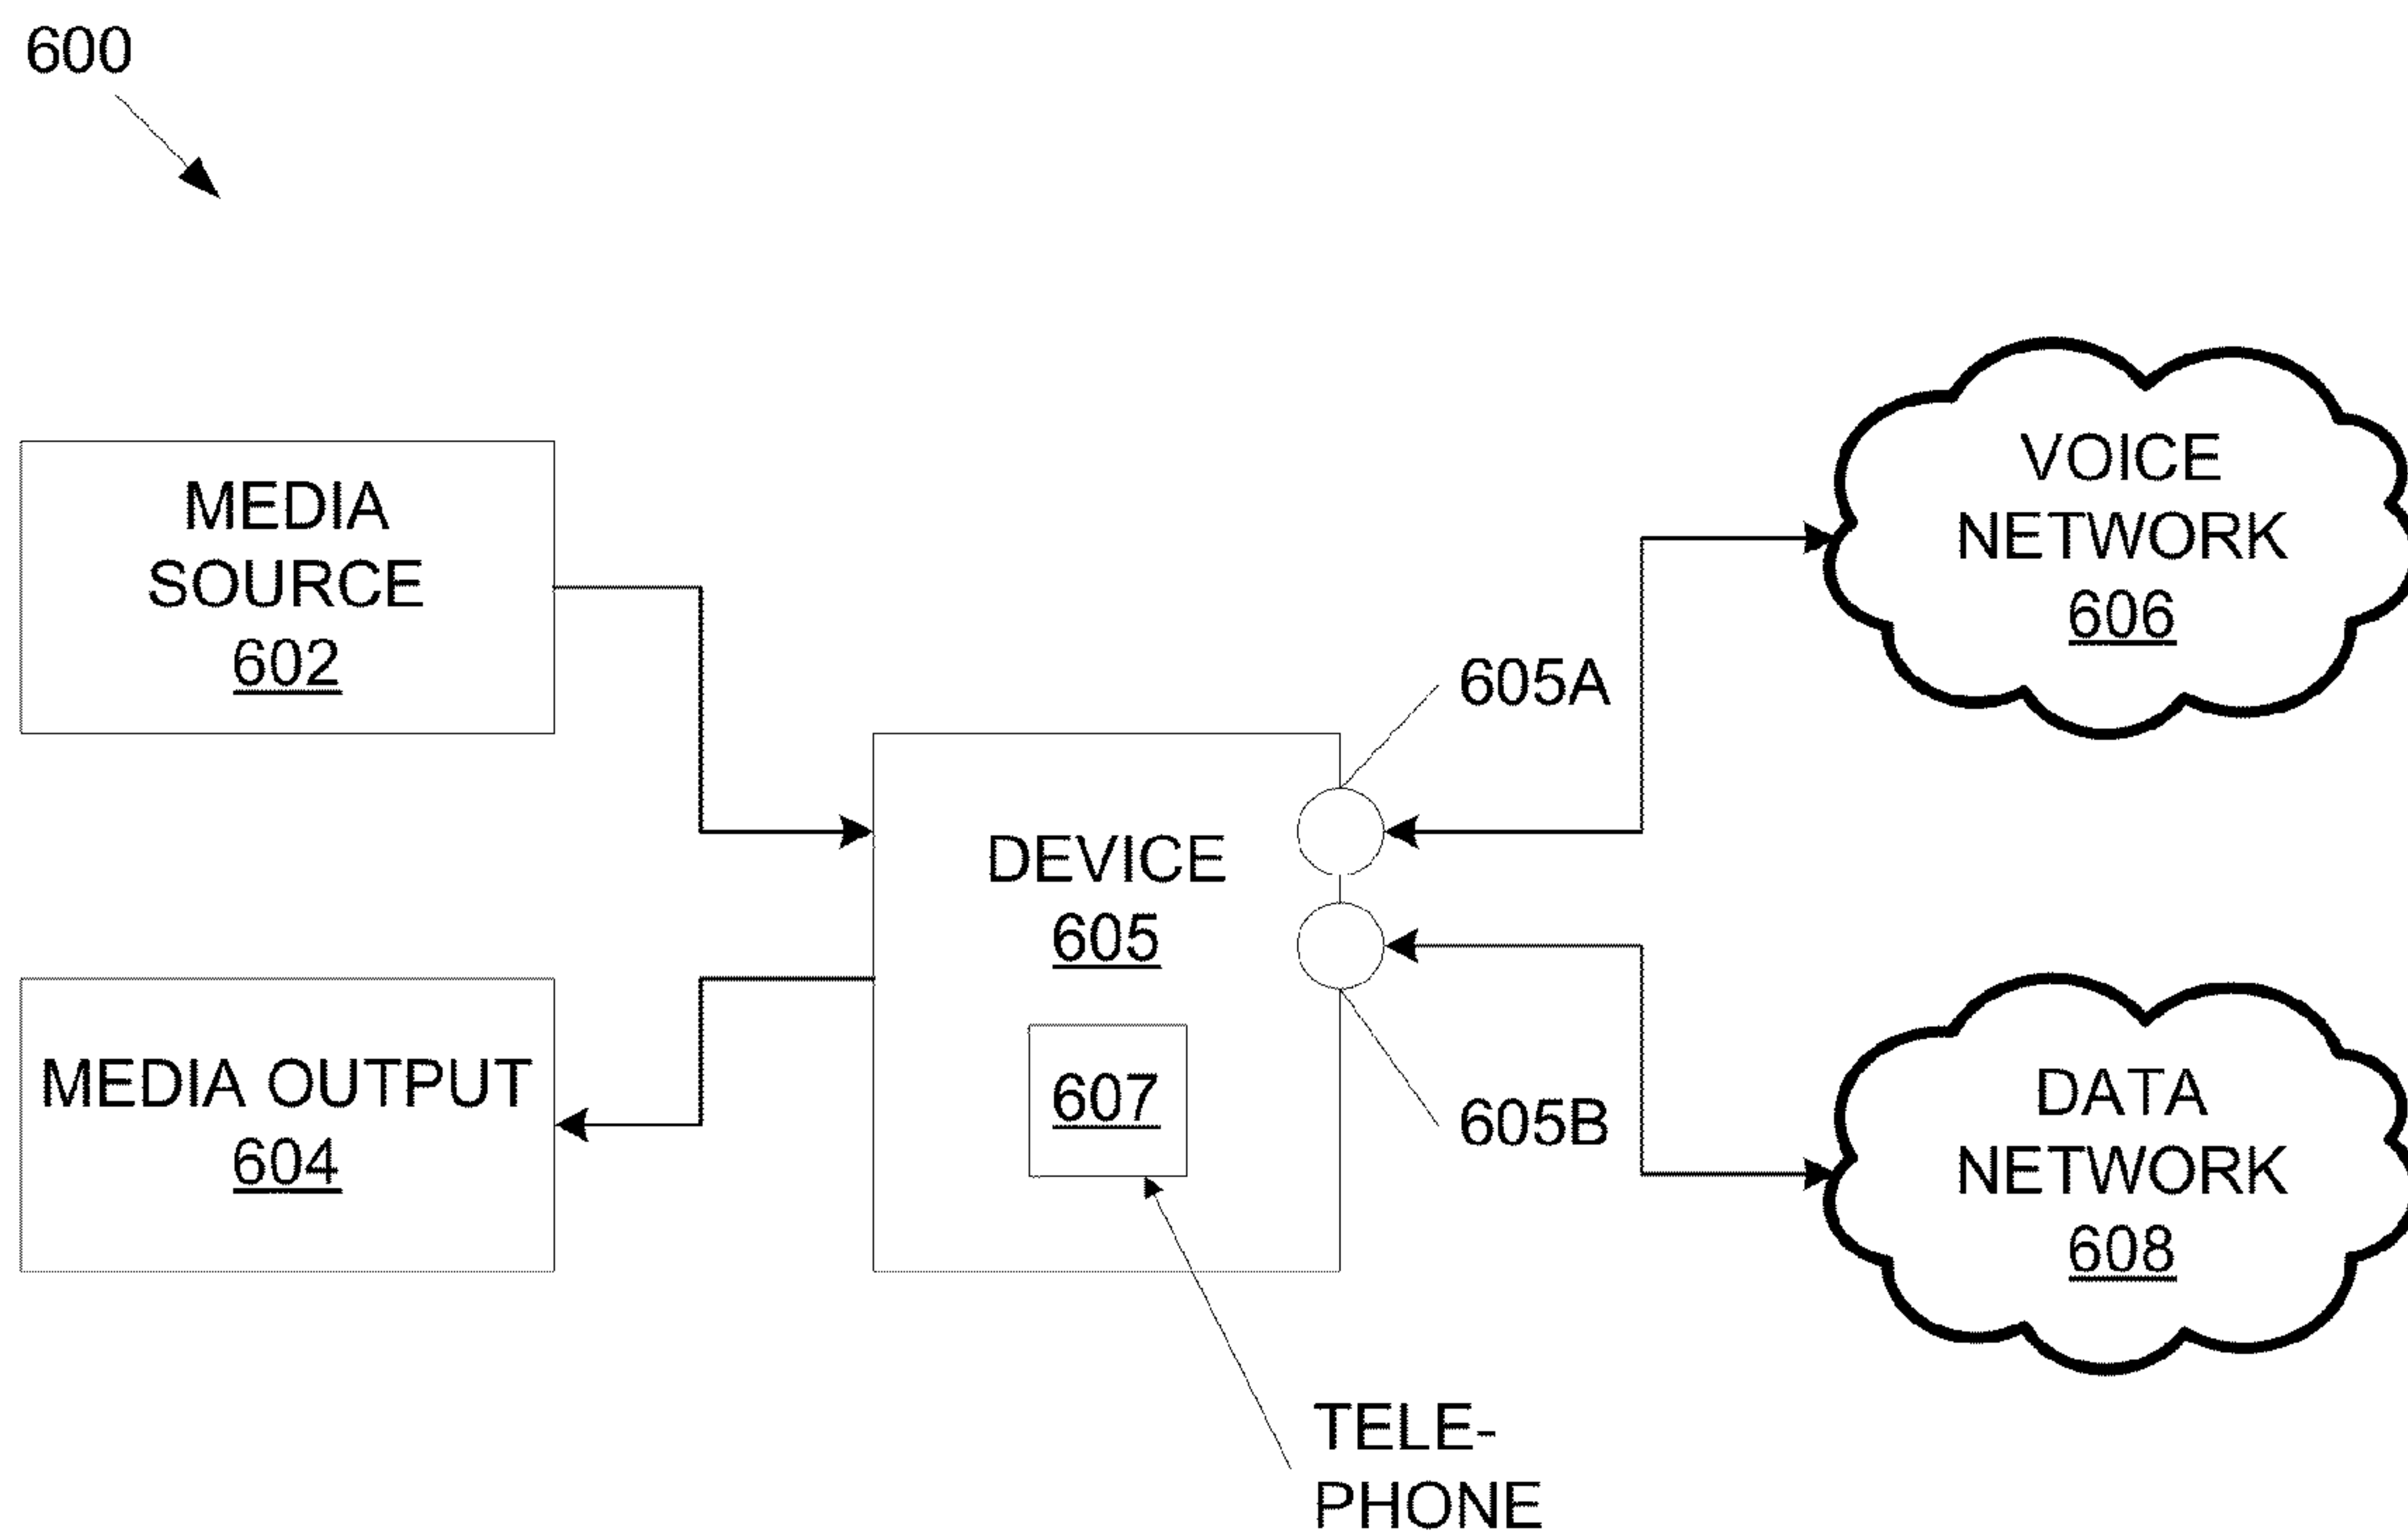 600
MEDIA
SOURCE
602
VOICE
NETWORK
606
605A
DEVICE
605
MEDIA OUTPUT
604
607
605B
DATA
NETWORK
608
TELE-
PHONE